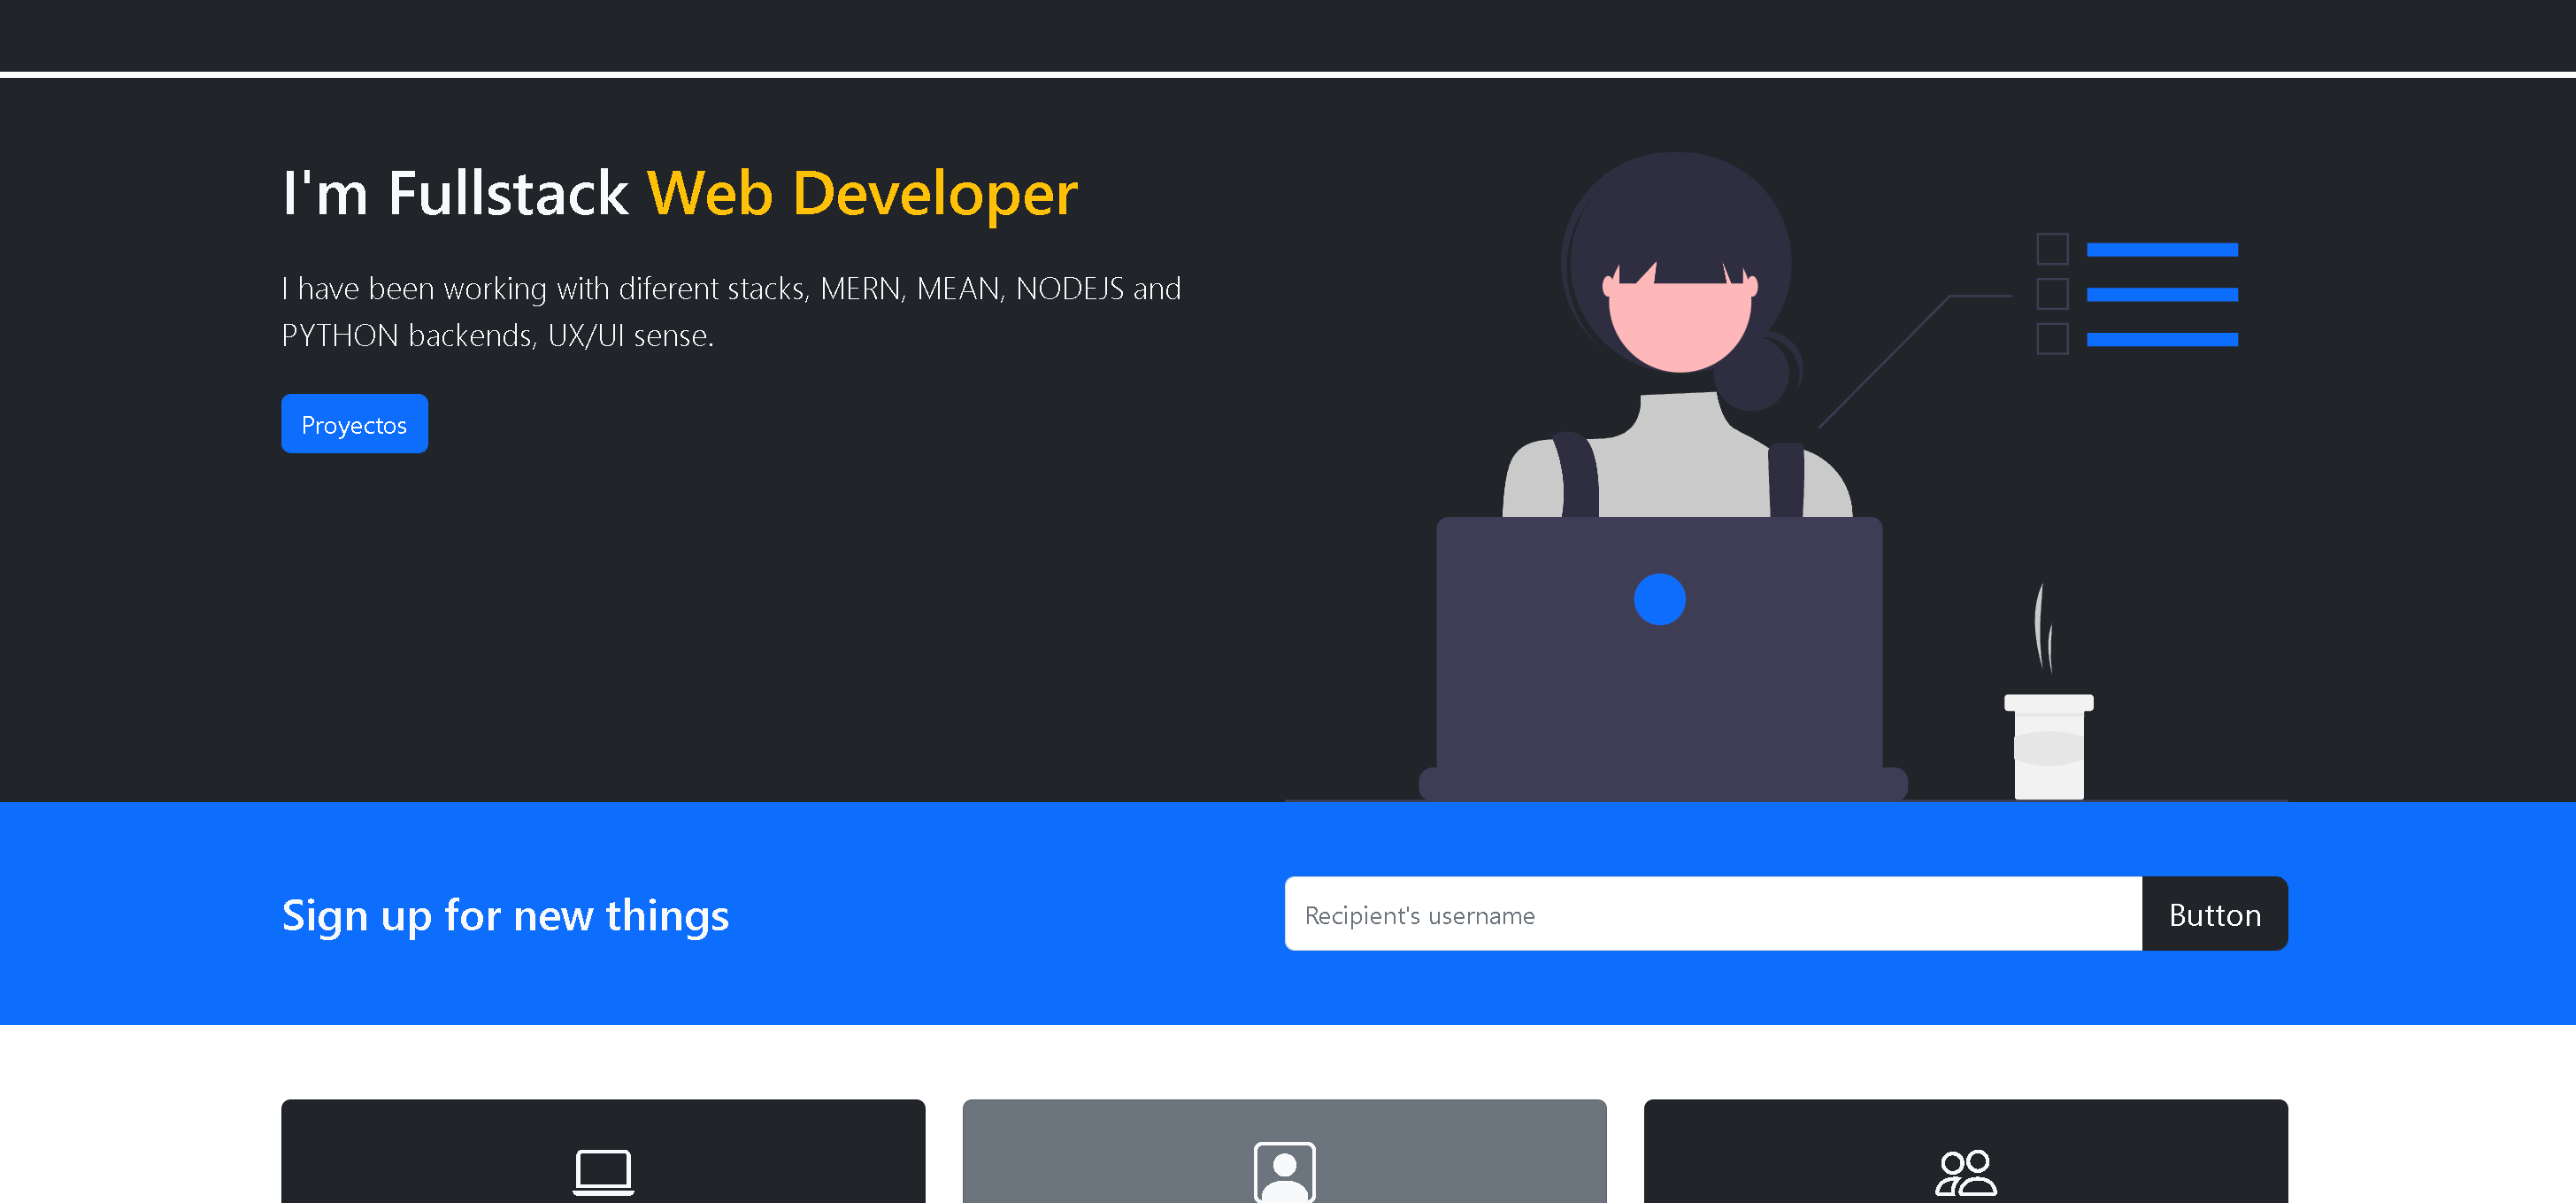 I'm Fullstack Web Developer
I have been working with diferent stacks, MERN, MEAN, NODEJS and
PYTHON backends, UX/UI sense.
Proyectos
Sign up for new things
Recipient's username
Button